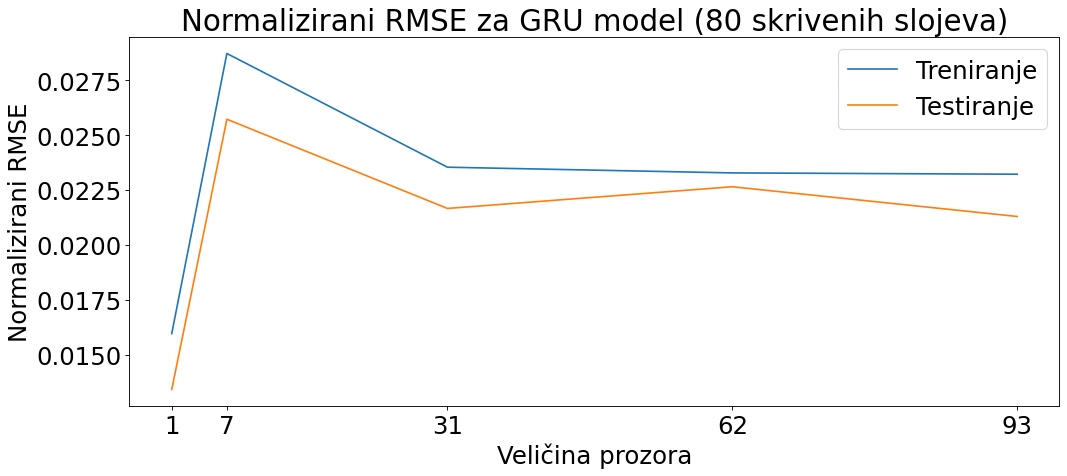 Normalizirani RMSE za GRU model (80 skrivenih slojeva)
Treniranje
Testiranje
Normalizirani RMSE
0.0275
0.0250
0.0225
0.0200
0.0175
0.0150
1 7 31 62 93
Veličina prozora